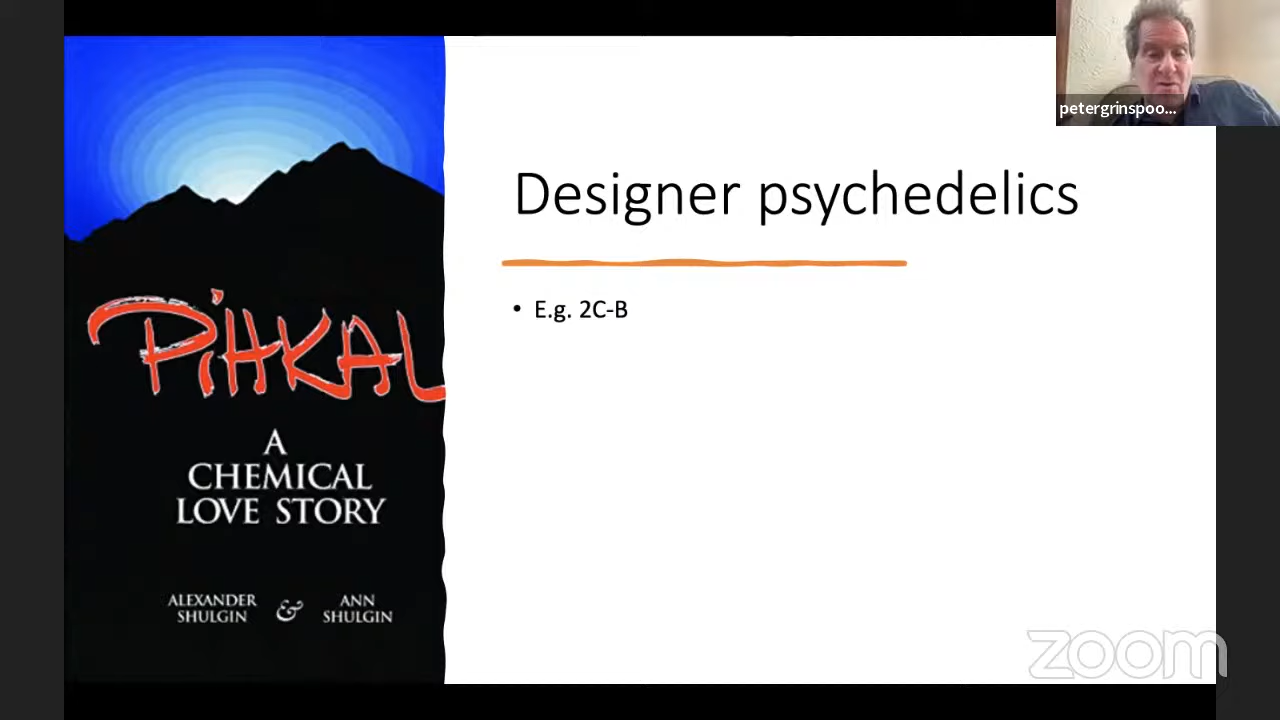 petergrinspoo...
Designer psychedelics
• E.g. 2C-B
PiHKAL
A
CHEMICAL
LOVE STORY
ALEXANDER SHULGIN & ANN SHULGIN
zoom